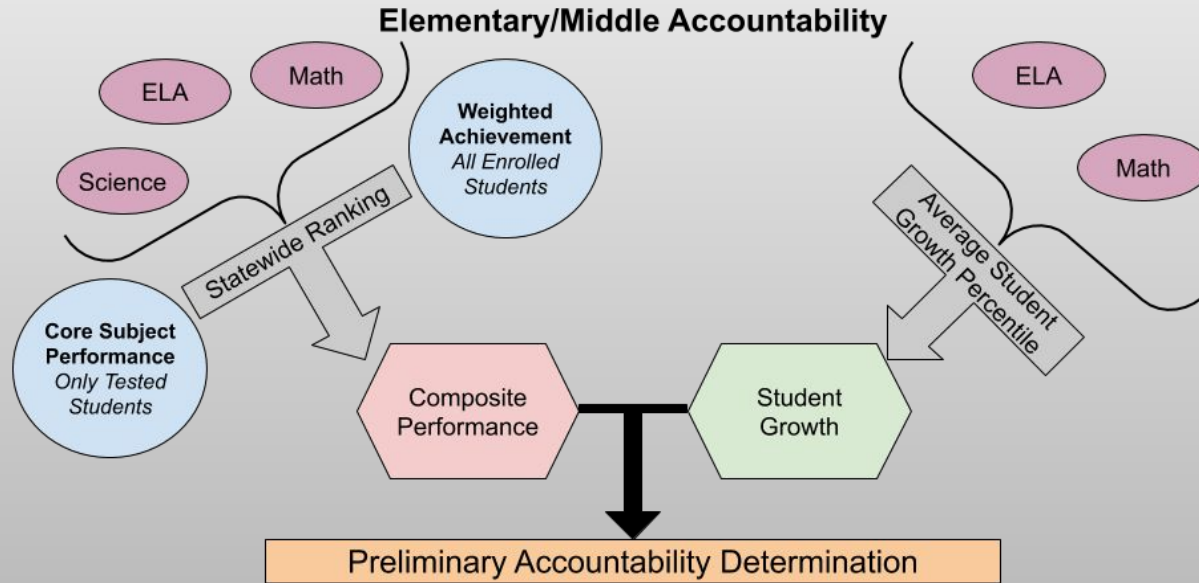 Elementary/Middle Accountability
ELA
Math
Science
Weighted
Achievement
All Enrolled
Students
Statewide Ranking
Core Subject
Performance
Only Tested
Students
ELA
Math
Average Student
Growth Percentile
Composite
Performance
Student
Growth
Preliminary Accountability Determination